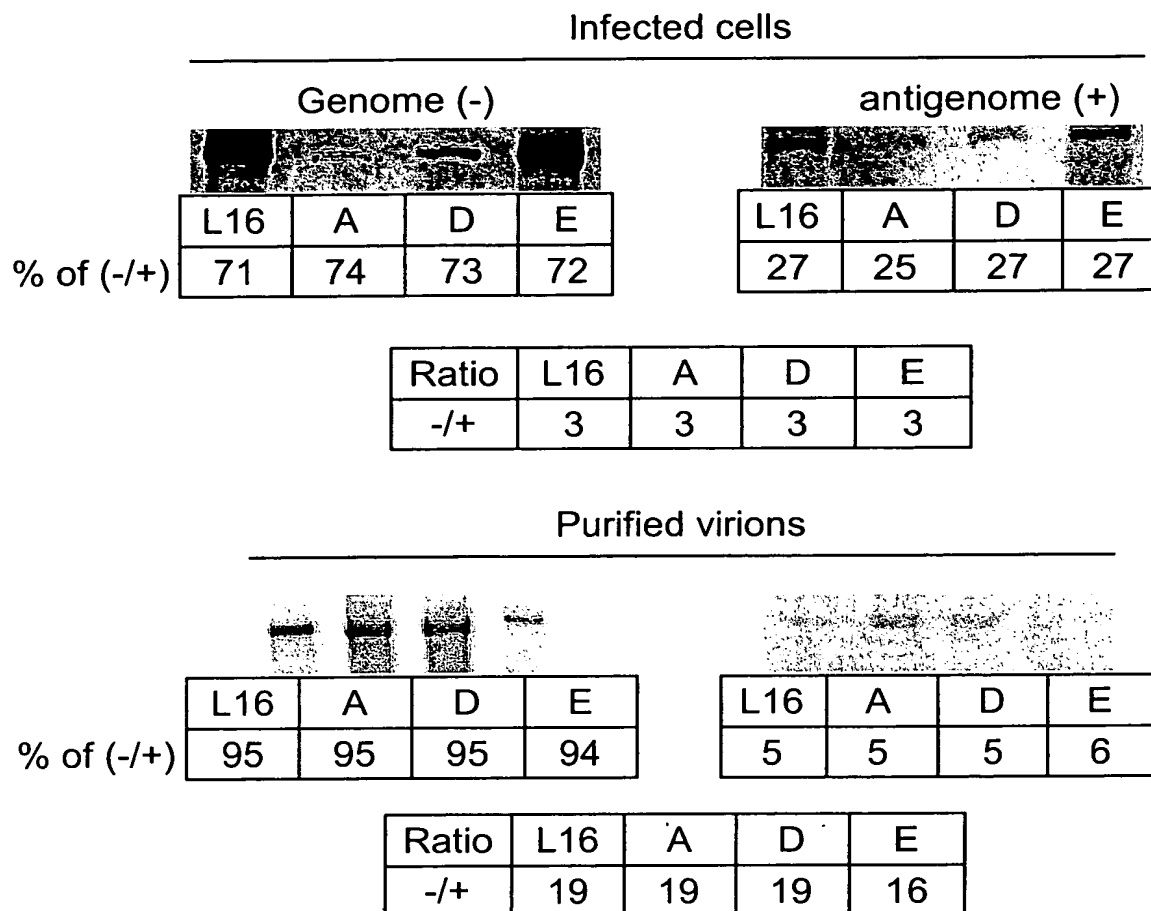 Infected cells
Genome (-) antigenome (+)
L16 A D E L16 A D E
% of (-/+) 71 74 73 72 27 25 27 27
Ratio L16 A D E
-/+ 3 3 3 3
Purified virions
L16 A D E L16 A D E
% of (-/+) 95 95 95 94 5 5 5 6
Ratio L16 A D E
-/+ 19 19 19 16